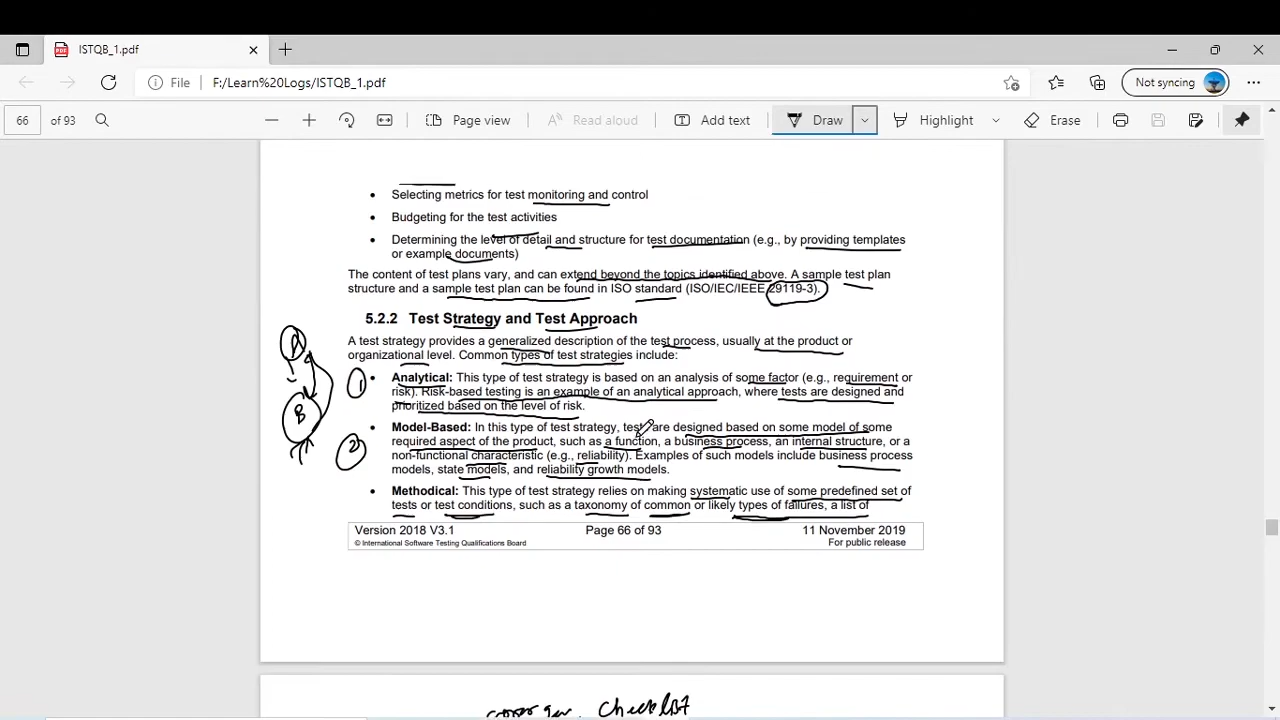 ISTQB_1.pdf
File F:/Learn%20Logs/ISTQB_1.pdf Not syncing
66 of 93 Page view Read aloud Add text Draw Highlight Erase
• Selecting metrics for test monitoring and control
• Budgeting for the test activities
• Determining the level of detail and structure for test documentation (e.g., by providing templates
or example documents)
The content of test plans vary, and can extend beyond the topics identified above. A sample test plan
structure and a sample test plan can be found in ISO standard (ISO/IEC/IEEE 29119-3).
5.2.2 Test Strategy and Test Approach
A test strategy provides a generalized description of the test process, usually at the product or
organizational level. Common types of test strategies include:
A
1
• Analytical: This type of test strategy is based on an analysis of some factor (e.g., requirement or
risk). Risk-based testing is an example of an analytical approach, where tests are designed and
prioritized based on the level of risk.
B
2
• Model-Based: In this type of test strategy, tests are designed based on some model of some
required aspect of the product, such as a function, a business process, an internal structure, or a
non-functional characteristic (e.g., reliability). Examples of such models include business process
models, state models, and reliability growth models.
• Methodical: This type of test strategy relies on making systematic use of some predefined set of
tests or test conditions, such as a taxonomy of common or likely types of failures, a list of
Version 2018 V3.1 Page 66 of 93 11 November 2019
© International Software Testing Qualifications Board For public release
checklist